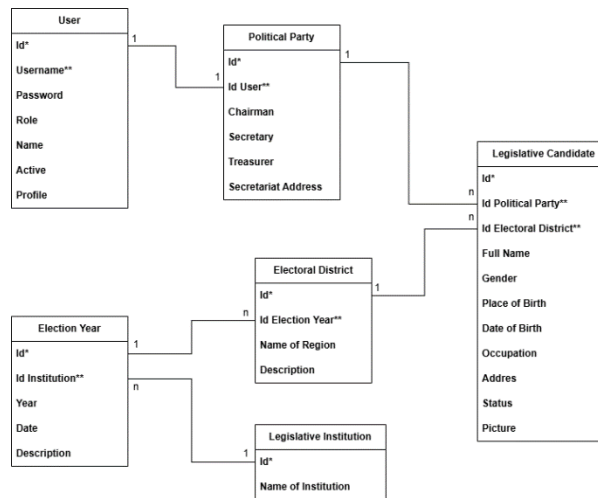 User
Id*
Username**
Password
Role
Name
Active
Profile
1
1
Political Party
Id*
Id User**
Chairman
Secretary
Treasurer
Secretariat Address
1
n
n
Legislative Candidate
Id*
Id Political Party**
Id Electoral District**
Full Name
Gender
Place of Birth
Date of Birth
Occupation
Addres
Status
Picture
Electoral District
Id*
Id Election Year**
Name of Region
Description
1
n
Election Year
Id*
Id Institution**
Year
Date
Description
1
n
1
Legislative Institution
Id*
Name of Institution